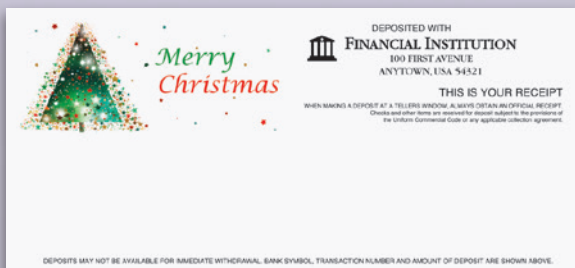 Merry
Christmas
DEPOSITED WITH
FINANCIAL INSTITUTION
100 FIRST AVENUE
ANYTOWN, USA 54321
THIS IS YOUR RECEIPT
WHEN MAKING A DEPOSIT AT A TELLERS WINDOW, ALWAYS OBTAIN AN OFFICIAL RECEIPT.
Checks and other items are received for deposit subject to the provisions of
the Uniform Commercial Code or any applicable collection agreement.
DEPOSITS MAY NOT BE AVAILABLE FOR IMMEDIATE WITHDRAWAL. BANK SYMBOL, TRANSACTION NUMBER AND AMOUNT OF DEPOSIT ARE SHOWN ABOVE.